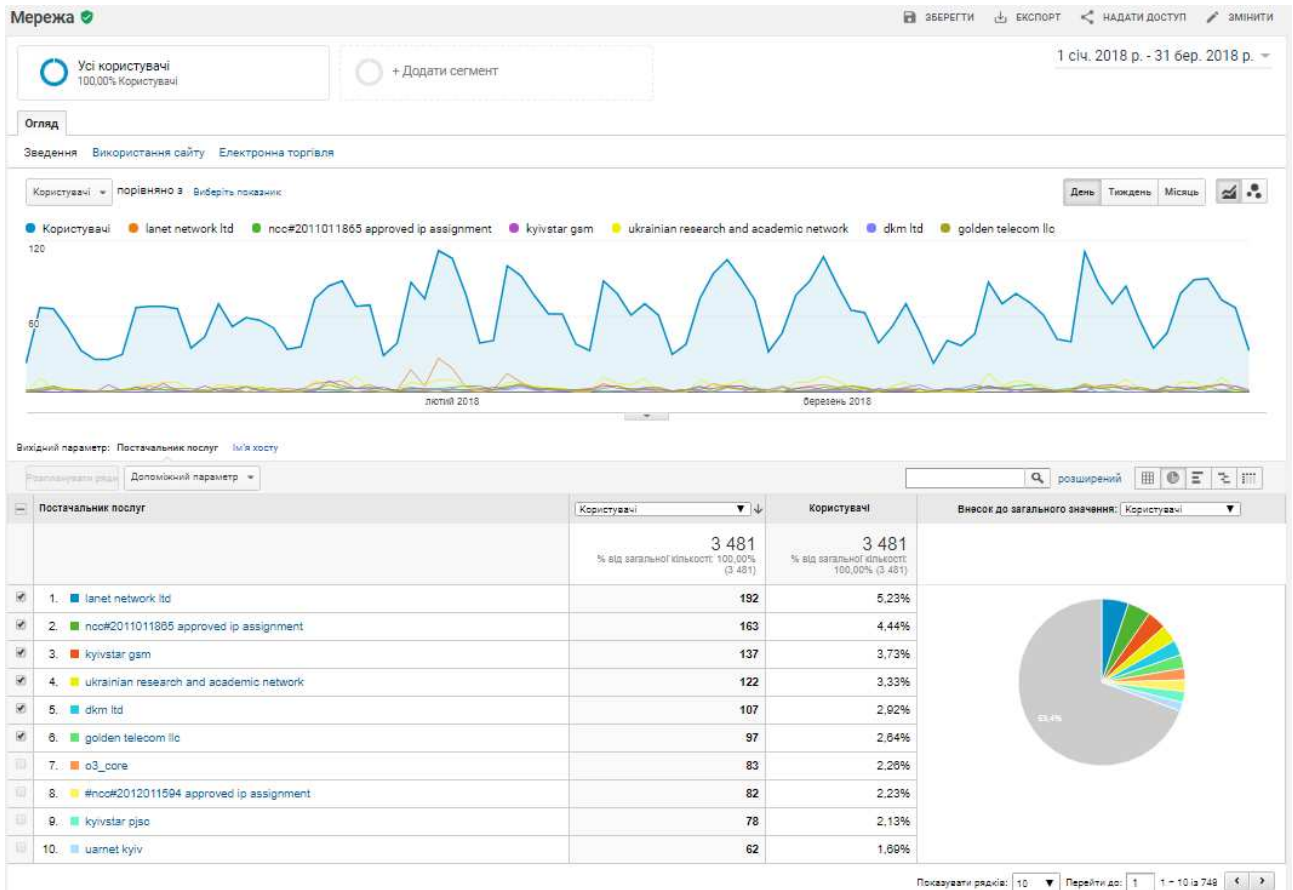 Мережа
ЗБЕРЕГТИ ЕКСПОРТ НАДАТИ ДОСТУП ЗМІНИТИ
Усі користувачі
100,00% Користувачі
+ Додати сегмент
1 січ. 2018 р. - 31 бер. 2018 р.
Огляд
Зведення Використання сайту Електронна торгівля
Користувачі порівняно з Виберіть показник
День Тиждень Місяць
Користувачі lanet network ltd ncc#2011011865 approved ip assignment kyivstar gsm ukrainian research and academic network dkm ltd golden telecom llc
120
60
лютий 2018 березень 2018
Вихідний параметр: Постачальник послуг Ім'я хосту
Розпланувати ряди Допоміжний параметр розширений
Постачальник послуг Користувачі Користувачі Внесок до загального значення: Користувачі
3 481 3 481
% від загальної кількості: 100,00% (3 481) % від загальної кількості: 100,00% (3 481)
1. lanet network ltd 192 5,23%
2. ncc#2011011865 approved ip assignment 163 4,44%
3. kyivstar gsm 137 3,73%
4. ukrainian research and academic network 122 3,33%
5. dkm ltd 107 2,92%
6. golden telecom llc 97 2,64%
7. o3_core 83 2,26%
8. #ncc#2012011594 approved ip assignment 82 2,23%
9. kyivstar pjsc 78 2,13%
10. uarnet kyiv 62 1,69%
Показувати рядків: 10 Перейти до: 1 1 – 10 із 748